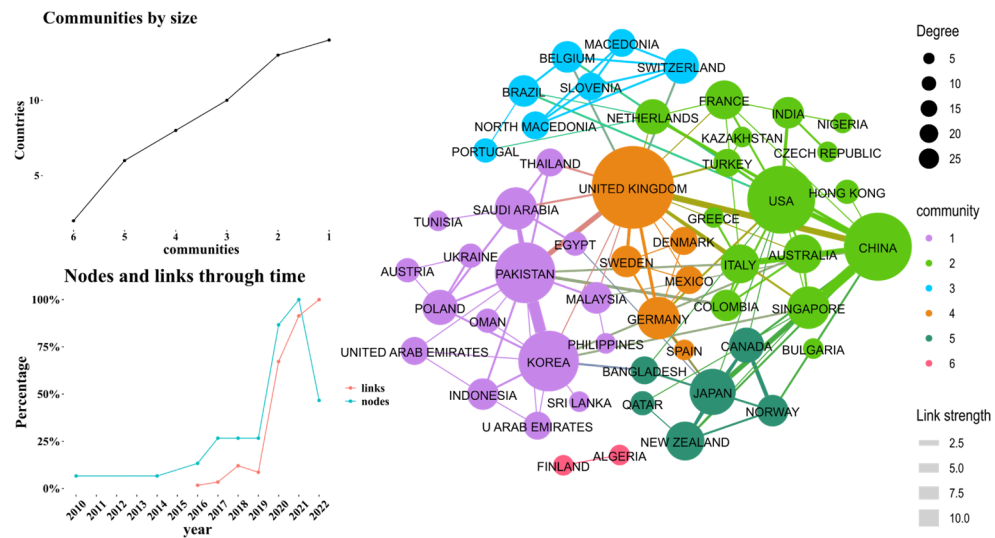 Communities by size
Countries
10
5
6
5
4
3
2
1
communities
Nodes and links through time
Percentage
100%
75%
50%
25%
0%
2010
2011
2012
2013
2014
2016
2017
2018
2019
2020
2021
2022
year
links
nodes
MACEDONIA
BELGIUM
SWITZERLAND
BRAZIL
SLOVENIA
FRANCE
NORTH MACEDONIA
NETHERLANDS
INDIA
NIGERIA
KAZAKHSTAN
PORTUGAL
CZECH REPUBLIC
THAILAND
TURKEY
UNITED KINGDOM
USA
HONG KONG
SAUDI ARABIA
TUNISIA
GREECE
EGYPT
DENMARK
CHINA
UKRAINE
AUSTRIA
PAKISTAN
SWEDEN
ITALY
AUSTRALIA
MEXICO
MALAYSIA
POLAND
COLOMBIA
SINGAPORE
OMAN
GERMANY
PHILIPPINES
CANADA
UNITED ARAB EMIRATES
SPAIN
BULGARIA
KOREA
BANGLADESH
INDONESIA
SRI LANKA
QATAR
JAPAN
NORWAY
U ARAB EMIRATES
NEW ZEALAND
ALGERIA
FINLAND
Degree
5
10
15
20
25
community
1
2
3
4
5
6
Link strength
2.5
5.0
7.5
10.0